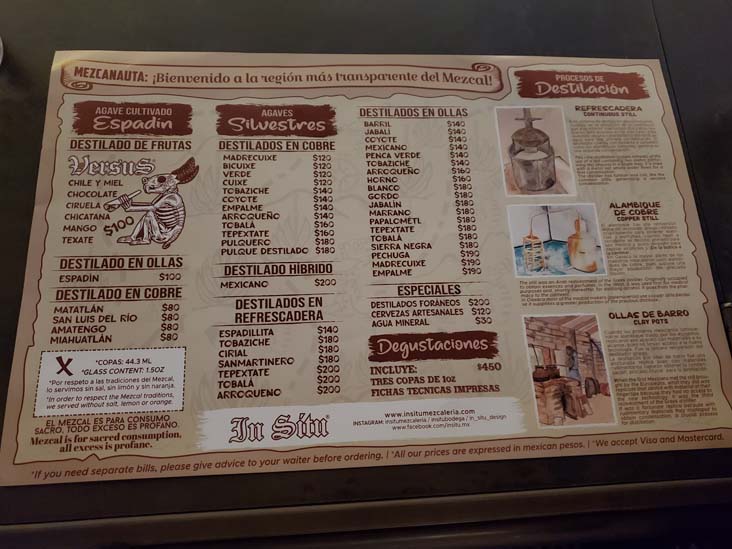 MEZCANAUTA: ¡Bienvenido a la región más transparente del Mezcal!
AGAVE CULTIVADO
Espadín
DESTILADO DE FRUTAS
Versus
CHILE Y MIEL
CHOCOLATE
CIRUELA
CHICATANA
MANGO
TEXATE
$100
DESTILADO EN OLLAS
ESPADÍN $100
DESTILADO EN COBRE
MATATLÁN $80
SAN LUIS DEL RÍO $80
AMATENGO $80
MIAHUATLÁN $80
X
*COPAS: 44.3 ML
*GLASS CONTENT: 1.5OZ
*Por respeto a las tradiciones del Mezcal,
lo servimos sin sal, sin limón y sin naranja.
*In order to respect the Mezcal traditions,
we served without salt, lemon or orange.
EL MEZCAL ES PARA CONSUMO
SACRO, TODO EXCESO ES PROFANO.
Mezcal is for sacred consumption,
all excess is profane.
AGAVES
Silvestres
DESTILADOS EN COBRE
MADRECUIXE $120
BICUIXE $120
VERDE $120
CUIXE $120
TOBAZICHE $140
COYOTE $140
EMPALME $140
ARROQUEÑO $140
TOBALÁ $160
TEPEXTATE $160
PULQUERO $180
PULQUE DESTILADO $180
DESTILADO HÍBRIDO
MEXICANO $200
DESTILADOS EN
REFRESCADERA
ESPADILLITA $140
TOBAZICHE $180
CIRIAL $180
SANMARTINERO $180
TEPEXTATE $200
TOBALÁ $200
ARROQUEÑO $200
DESTILADOS EN OLLAS
BARRIL $140
JABALÍ $140
COYOTE $140
MEXICANO $140
PENCA VERDE $140
TOBAZICHE $140
ARROQUEÑO $160
HORNO $160
BLANCO $180
GORDO $180
JABALÍN $180
MARRANO $180
PAPALOMETL $180
TEPEXTATE $180
TOBALÁ $180
SIERRA NEGRA $180
PECHUGA $190
MADRECUIXE $190
EMPALME $190
ESPECIALES
DESTILADOS FORÁNEOS $200
CERVEZAS ARTESANALES $120
AGUA MINERAL $30
Degustaciones
INCLUYE: $450
TRES COPAS DE 1oz
FICHAS TECNICAS IMPRESAS
In Situ
www.insitumezcaleria.com
INSTAGRAM: insitumezcaleria / insitubodega / in_situ_design
www.facebook.com/insitu.mx
PROCESOS DE
Destilación
REFRESCADERA
CONTINUOUS STILL
ALAMBIQUE
DE COBRE
COPPER STILL
OLLAS DE BARRO
CLAY POTS
*If you need separate bills, please give advice to your waiter before ordering. | *All our prices are expressed in mexican pesos. | *We accept Visa and Mastercard.